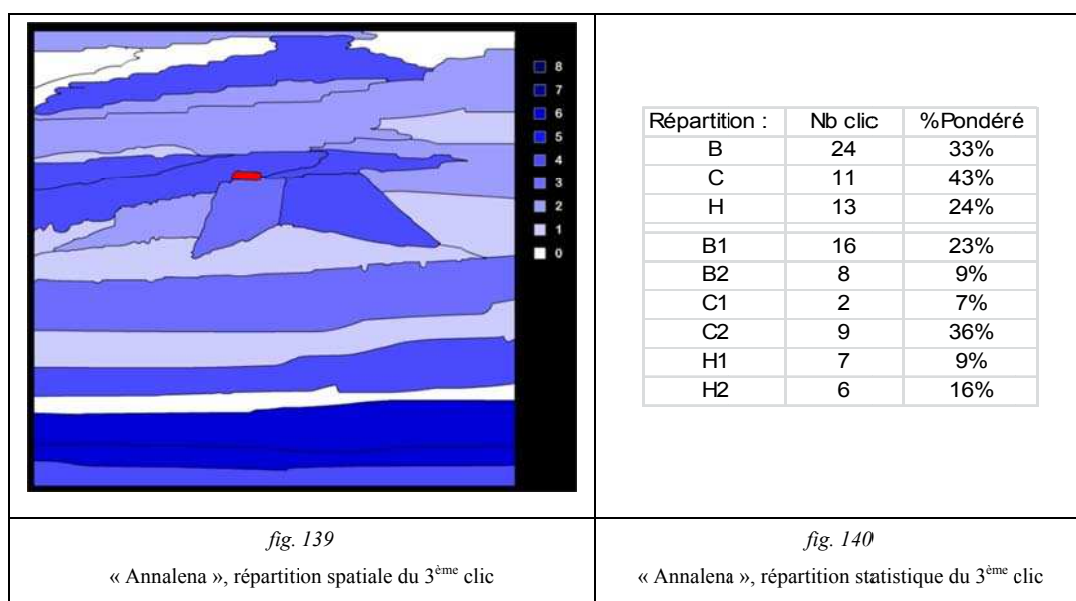 8
7
6
5
4
3
2
1
0
Répartition : Nb clic %Pondéré
B 24 33%
C 11 43%
H 13 24%
B1 16 23%
B2 8 9%
C1 2 7%
C2 9 36%
H1 7 9%
H2 6 16%
fig. 139
« Annalena », répartition spatiale du 3ème clic
fig. 140
« Annalena », répartition statistique du 3ème clic